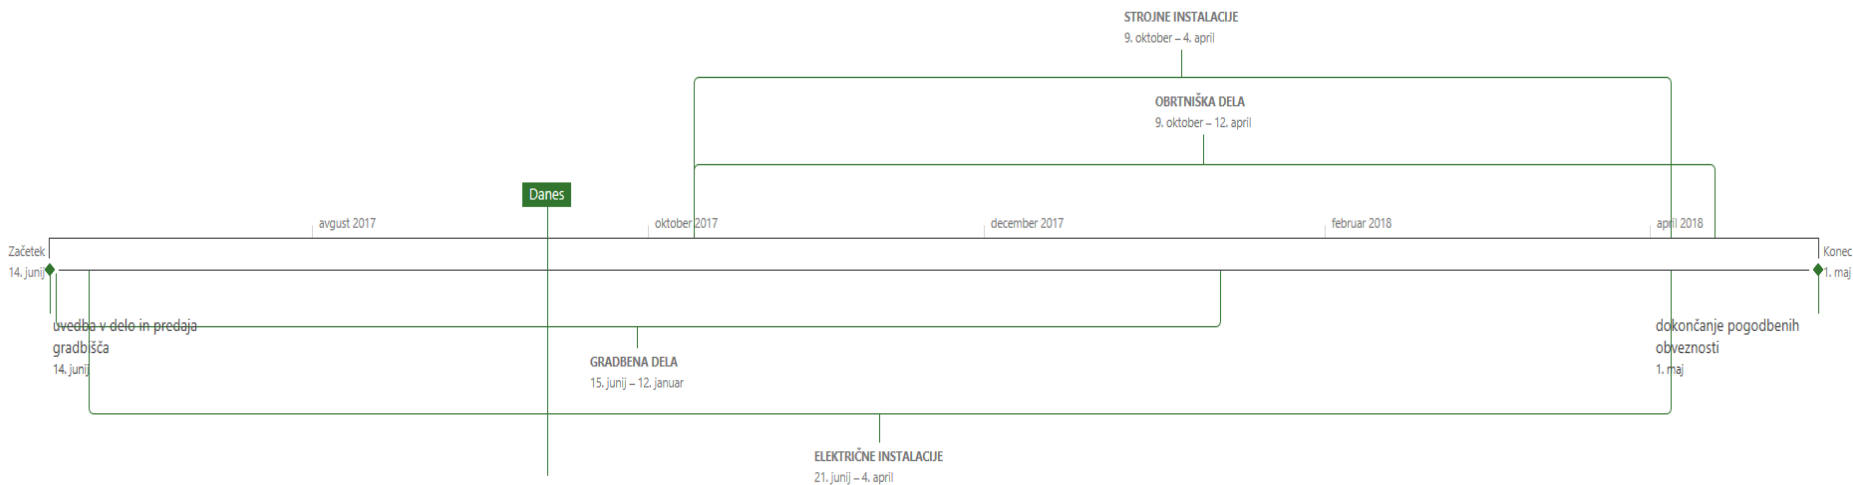 STROJNE INSTALACIJE
9. oktober – 4. april
OBRTNIŠKA DELA
9. oktober – 12. april
Danes
avgust 2017
oktober 2017
december 2017
februar 2018
april 2018
Začetek
14. junij
Konec
1. maj
uvedba v delo in predaja
gradbišča
14. junij
dokončanje pogodbenih
obveznosti
1. maj
GRADBENA DELA
15. junij – 12. januar
ELEKTRIČNE INSTALACIJE
21. junij – 4. april